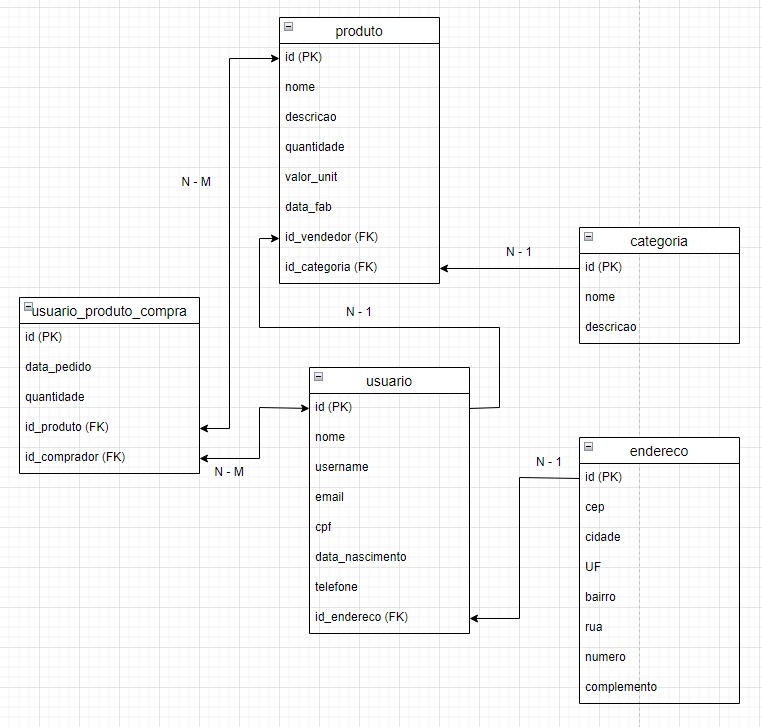 produto
id (PK)
nome
descricao
quantidade
valor_unit
data_fab
id_vendedor (FK)
id_categoria (FK)
N - M
N - 1
categoria
id (PK)
nome
descricao
usuario_produto_compra
id (PK)
data_pedido
quantidade
id_produto (FK)
id_comprador (FK)
N - 1
N - M
usuario
id (PK)
nome
username
email
cpf
data_nascimento
telefone
id_endereco (FK)
N - 1
endereco
id (PK)
cep
cidade
UF
bairro
rua
numero
complemento